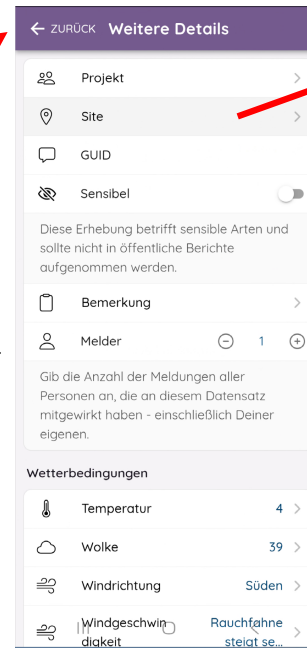 ZURÜCK Weitere Details
Projekt
Site
GUID
Sensibel
Diese Erhebung betrifft sensible Arten und
sollte nicht in öffentliche Berichte
aufgenommen werden.
Bemerkung
Melder 1
Gib die Anzahl der Meldungen aller
Personen an, die an diesem Datensatz
mitgewirkt haben - einschließlich Deiner
eigenen.
Wetterbedingungen
Temperatur 4
Wolke 39
Windrichtung Süden
Windgeschwin Rauchfahne
digkeit steigt se...